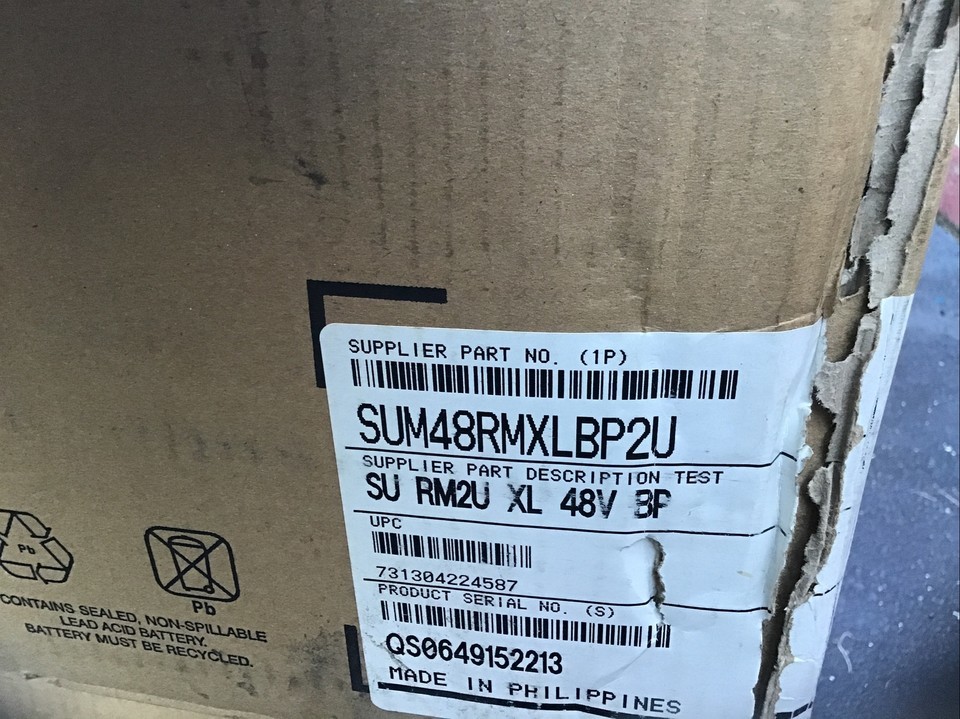 SUPPLIER PART NO. (1P)
SUM48RMXLBP2U
SUPPLIER PART DESCRIPTION TEST
SU RM2U XL 48V BP
UPC
731304224587
PRODUCT SERIAL NO. (S)
QS0649152213
MADE IN PHILIPPINES
Pb
Pb
CONTAINS SEALED, NON-SPILLABLE
LEAD ACID BATTERY.
BATTERY MUST BE RECYCLED.